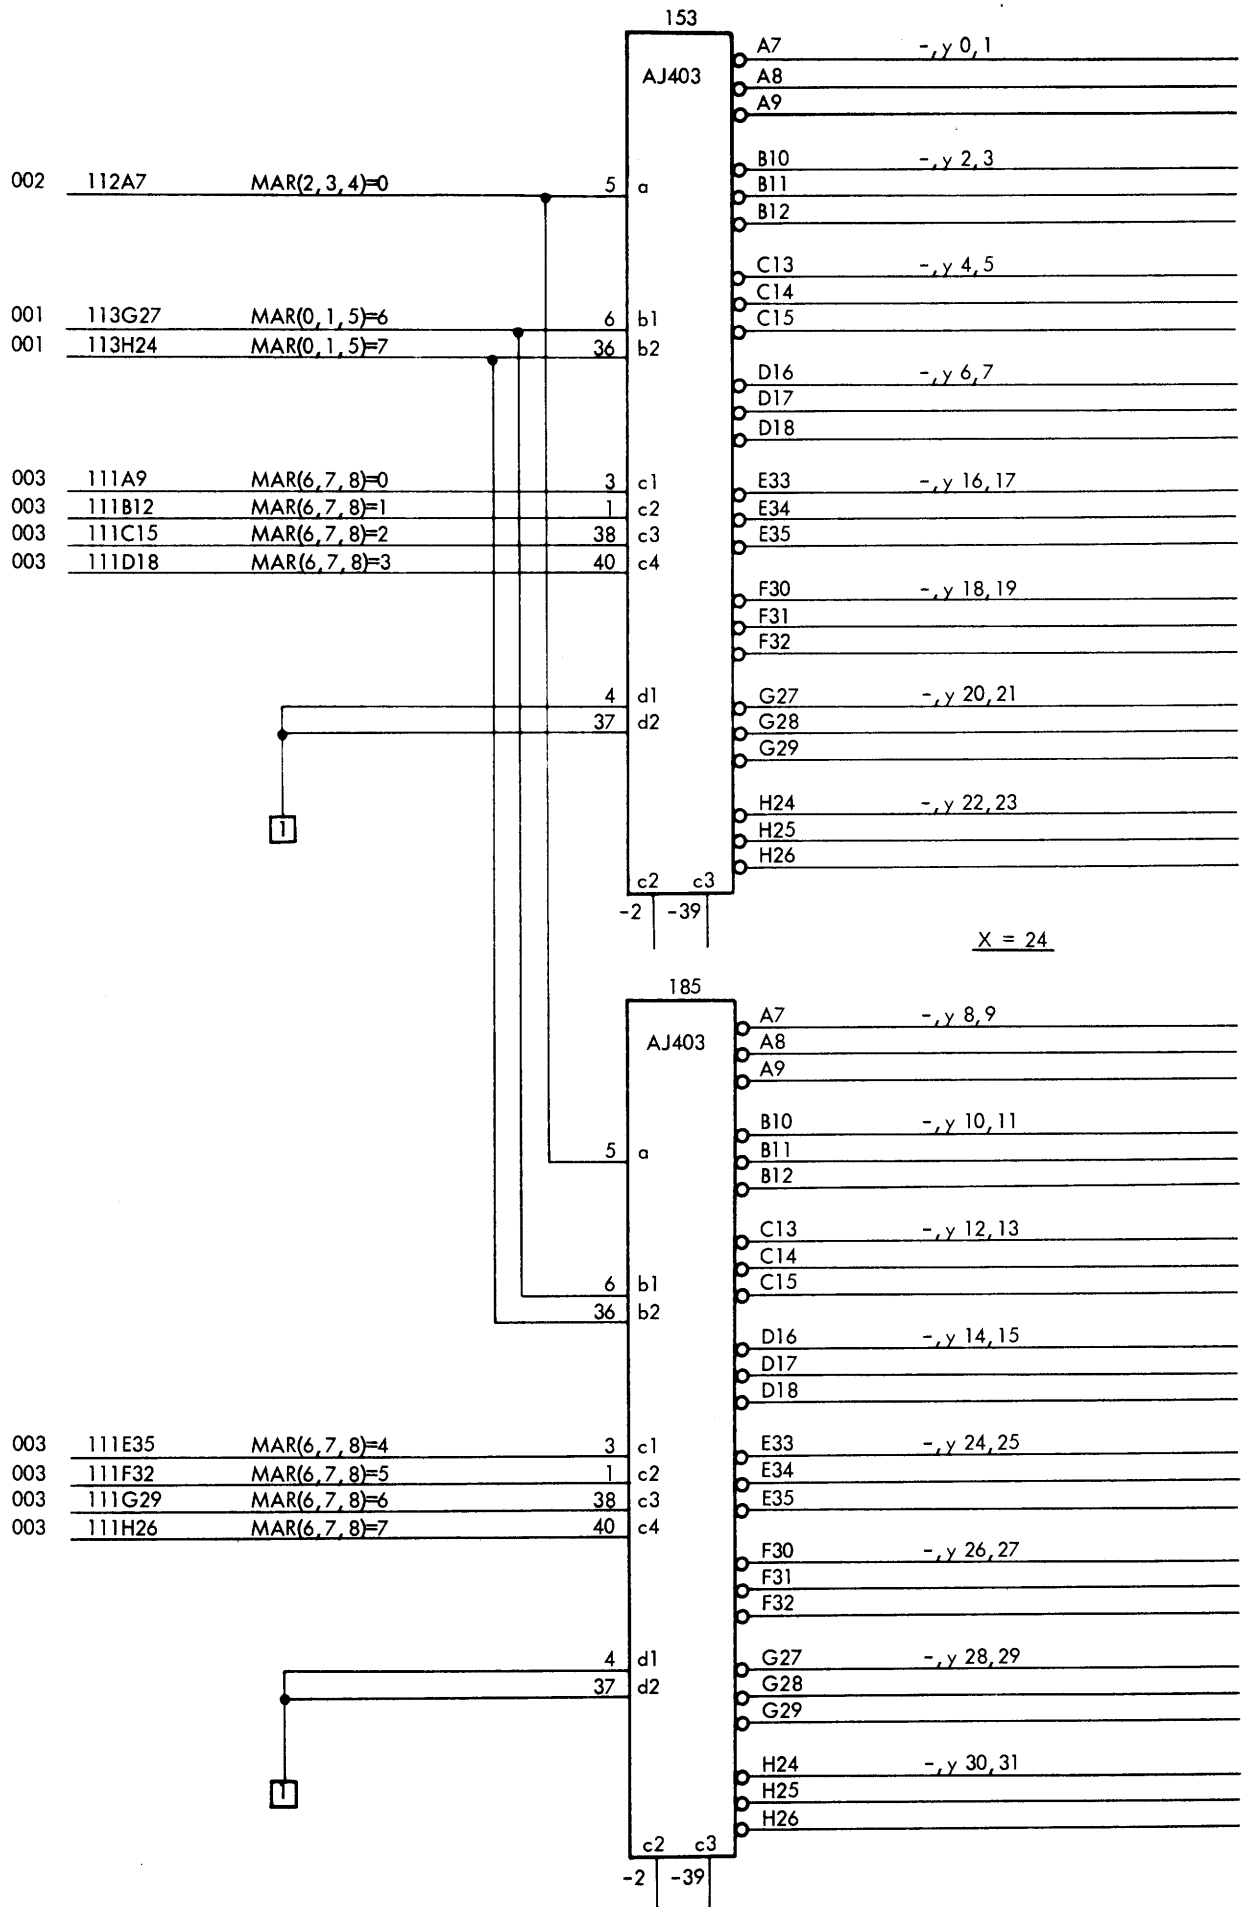 153
AJ403
A7 -, y 0, 1
A8
A9
B10 -, y 2, 3
002 112A7 MAR(2, 3, 4)=0 5 a B11
B12
C13 -, y 4, 5
C14
001 113G27 MAR(0, 1, 5)=6 6 b1 C15
001 113H24 MAR(0, 1, 5)=7 36 b2
D16 -, y 6, 7
D17
D18
003 111A9 MAR(6, 7, 8)=0 3 c1 E33 -, y 16, 17
003 111B12 MAR(6, 7, 8)=1 1 c2 E34
003 111C15 MAR(6, 7, 8)=2 38 c3 E35
003 111D18 MAR(6, 7, 8)=3 40 c4
F30 -, y 18, 19
F31
F32
4 d1 G27 -, y 20, 21
37 d2 G28
G29
H24 -, y 22, 23
1 H25
H26
c2 c3
-2 -39
X = 24
185
AJ403
A7 -, y 8, 9
A8
A9
B10 -, y 10, 11
5 a B11
B12
C13 -, y 12, 13
C14
6 b1 C15
36 b2
D16 -, y 14, 15
D17
D18
003 111E35 MAR(6, 7, 8)=4 3 c1 E33 -, y 24, 25
003 111F32 MAR(6, 7, 8)=5 1 c2 E34
003 111G29 MAR(6, 7, 8)=6 38 c3 E35
003 111H26 MAR(6, 7, 8)=7 40 c4
F30 -, y 26, 27
F31
F32
4 d1 G27 -, y 28, 29
37 d2 G28
G29
H24 -, y 30, 31
1 H25
H26
c2 c3
-2 -39